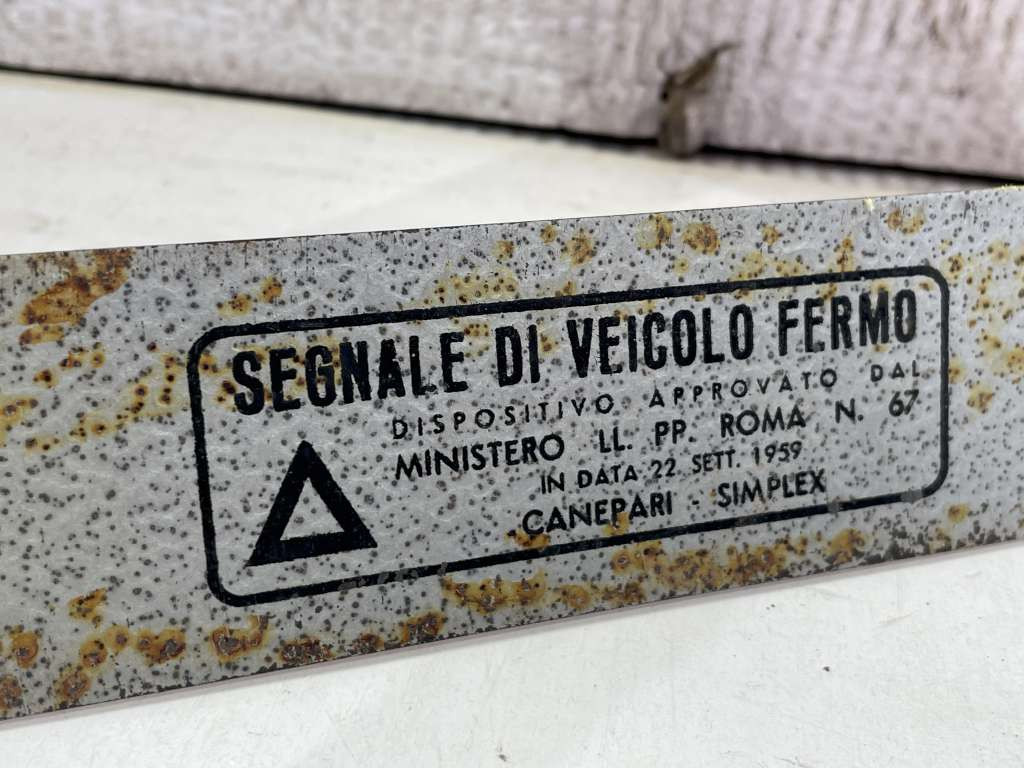 SEGNALE DI VEICOLO FERMO
DISPOSITIVO APPROVATO DAL
MINISTERO LL. PP. ROMA N. 67
IN DATA 22 SETT. 1959
CANEPARI - SIMPLEX